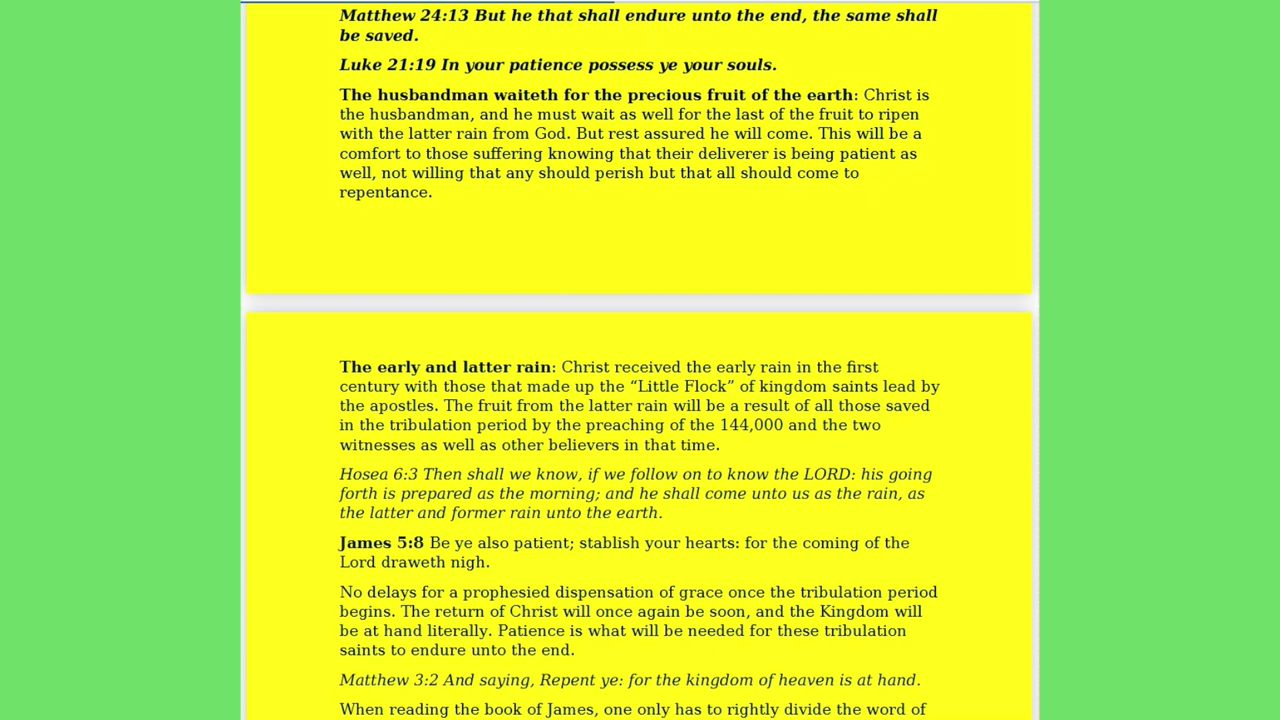 Matthew 24:13 But he that shall endure unto the end, the same shall
be saved.
Luke 21:19 In your patience possess ye your souls.
The husbandman waiteth for the precious fruit of the earth: Christ is
the husbandman, and he must wait as well for the last of the fruit to ripen
with the latter rain from God. But rest assured he will come. This will be a
comfort to those suffering knowing that their deliverer is being patient as
well, not willing that any should perish but that all should come to
repentance.
The early and latter rain: Christ received the early rain in the first
century with those that made up the “Little Flock” of kingdom saints lead by
the apostles. The fruit from the latter rain will be a result of all those saved
in the tribulation period by the preaching of the 144,000 and the two
witnesses as well as other believers in that time.
Hosea 6:3 Then shall we know, if we follow on to know the LORD: his going
forth is prepared as the morning; and he shall come unto us as the rain, as
the latter and former rain unto the earth.
James 5:8 Be ye also patient; stablish your hearts: for the coming of the
Lord draweth nigh.
No delays for a prophesied dispensation of grace once the tribulation period
begins. The return of Christ will once again be soon, and the Kingdom will
be at hand literally. Patience is what will be needed for these tribulation
saints to endure unto the end.
Matthew 3:2 And saying, Repent ye: for the kingdom of heaven is at hand.
When reading the book of James, one only has to rightly divide the word of